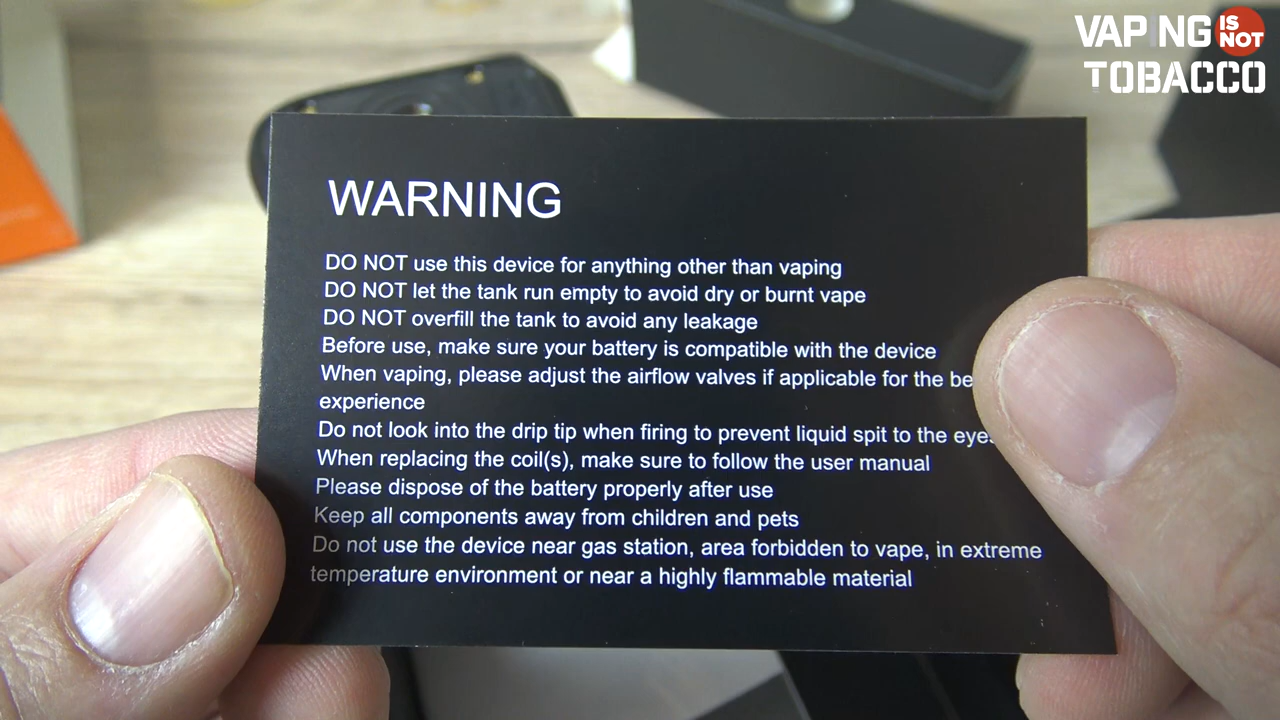 VAPING IS NOT
TOBACCO
WARNING
DO NOT use this device for anything other than vaping
DO NOT let the tank run empty to avoid dry or burnt vape
DO NOT overfill the tank to avoid any leakage
Before use, make sure your battery is compatible with the device
When vaping, please adjust the airflow valves if applicable for the be
experience
Do not look into the drip tip when firing to prevent liquid spit to the eyes
When replacing the coil(s), make sure to follow the user manual
Please dispose of the battery properly after use
Keep all components away from children and pets
Do not use the device near gas station, area forbidden to vape, in extreme
temperature environment or near a highly flammable material